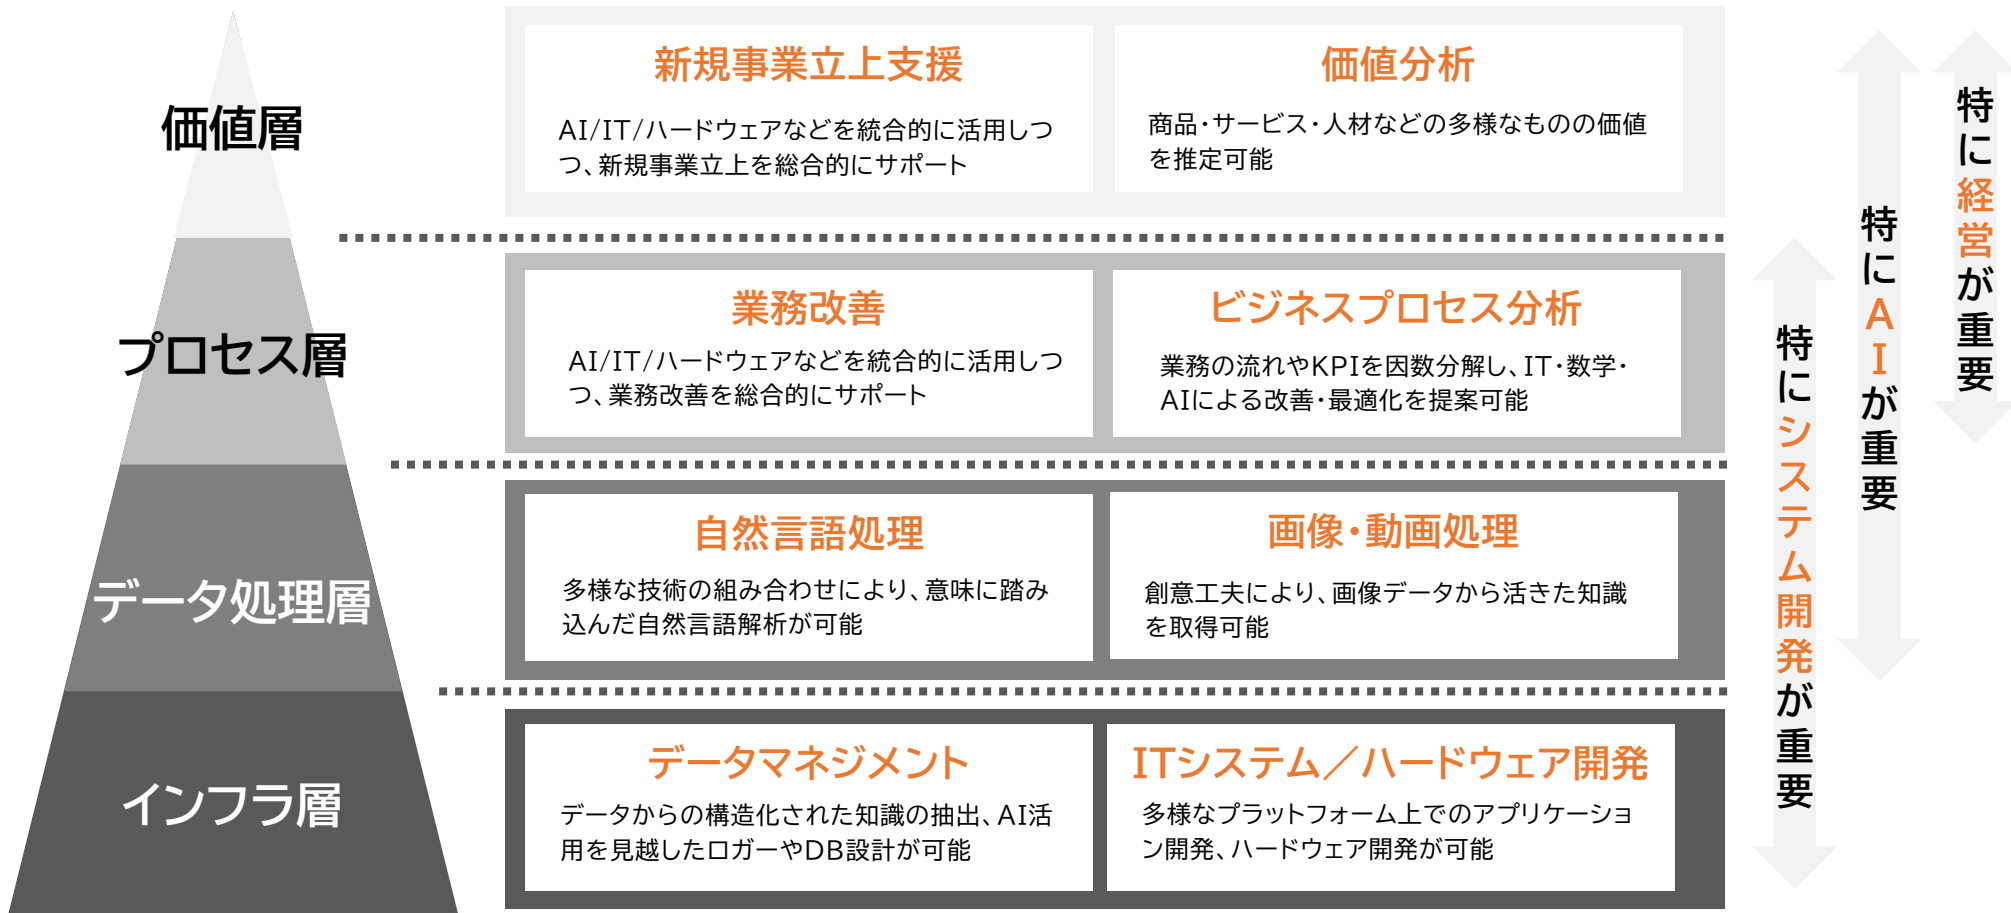 価値層
新規事業立上支援
AI/IT/ハードウェアなどを統合的に活用しつ
つ、新規事業立上を総合的にサポート
価値分析
商品・サービス・人材などの多様なものの価値
を推定可能
プロセス層
業務改善
AI/IT/ハードウェアなどを統合的に活用しつ
つ、業務改善を総合的にサポート
ビジネスプロセス分析
業務の流れやKPIを因数分解し、IT・数学・
AIによる改善・最適化を提案可能
データ処理層
自然言語処理
多様な技術の組み合わせにより、意味に踏み
込んだ自然言語解析が可能
画像・動画処理
創意工夫により、画像データから活きた知識
を取得可能
インフラ層
データマネジメント
データからの構造化された知識の抽出、AI活
用を見越したロガーやDB設計が可能
ITシステム／ハードウェア開発
多様なプラットフォーム上でのアプリケーショ
ン開発、ハードウェア開発が可能
特にシステム開発が重要
特にAIが重要
特に経営が重要